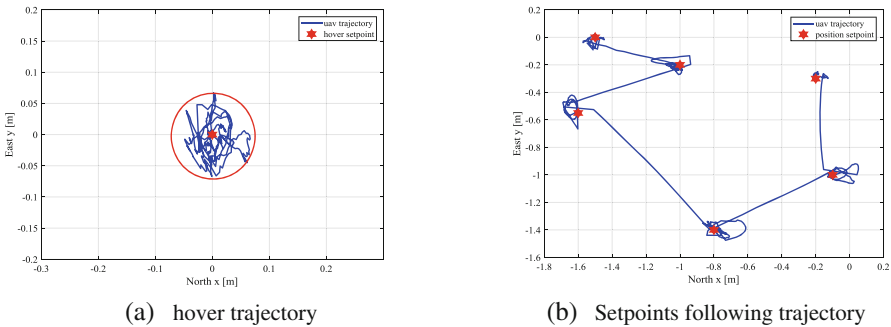 0.2
0.15
0.1
0.05
0
-0.05
-0.1
-0.15
-0.2
East y [m]
-0.3 -0.2 -0.1 0 0.1 0.2
North x [m]
uav trajectory
hover setpoint
(a) hover trajectory
0.2
0
-0.2
-0.4
-0.6
-0.8
-1
-1.2
-1.4
-1.6
East y [m]
-1.8 -1.6 -1.4 -1.2 -1 -0.8 -0.6 -0.4 -0.2 0 0.2
North x [m]
uav trajectory
position setpoint
(b) Setpoints following trajectory